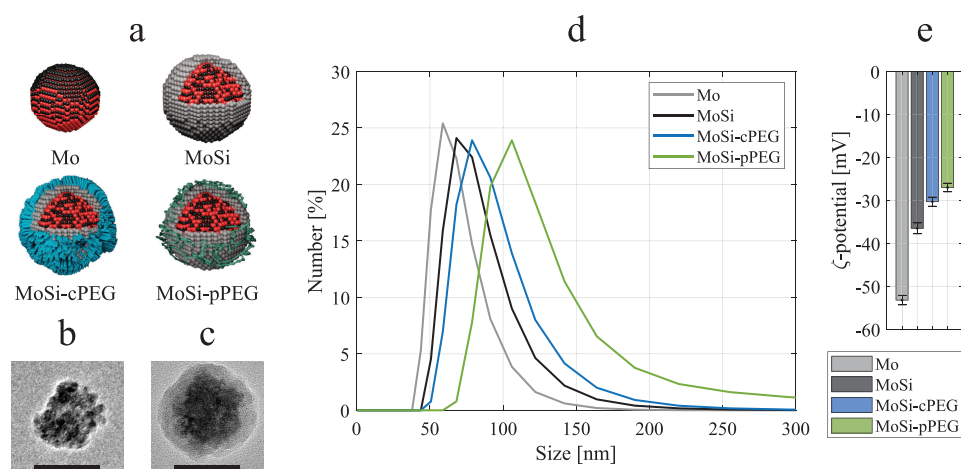 a
Mo
MoSi
MoSi-cPEG
MoSi-pPEG
b
c
d
30
25
20
15
10
5
0
Number [%]
0
50
100
150
200
250
300
Size [nm]
Mo
MoSi
MoSi-cPEG
MoSi-pPEG
e
0
-10
-20
-30
-40
-50
-60
ζ-potential [mV]
Mo
MoSi
MoSi-cPEG
MoSi-pPEG